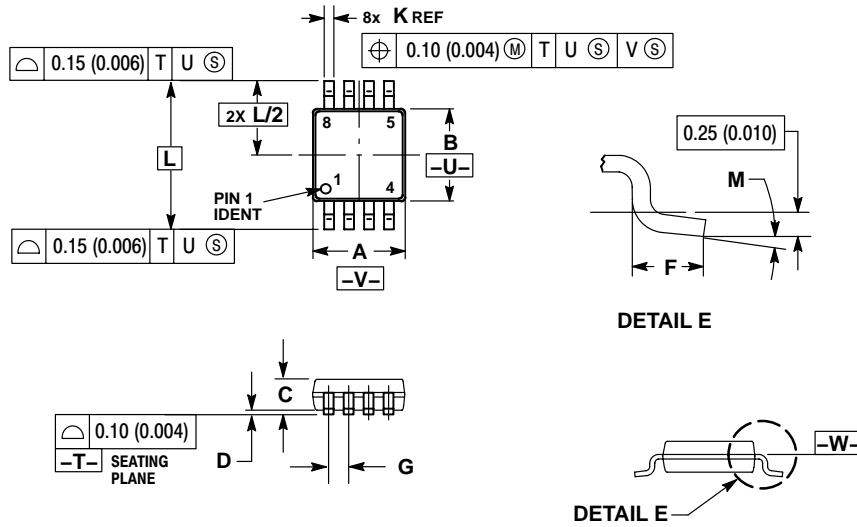 8x K REF
⌓ 0.15 (0.006) T U Ⓢ
⌖ 0.10 (0.004) Ⓜ T U Ⓢ V Ⓢ
2X L/2
L
8 5
B
-U-
PIN 1
IDENT
1
4
⌓ 0.15 (0.006) T U Ⓢ
A
-V-
0.25 (0.010)
M
F
DETAIL E
C
⌓ 0.10 (0.004)
-T- SEATING
PLANE
D
G
-W-
DETAIL E